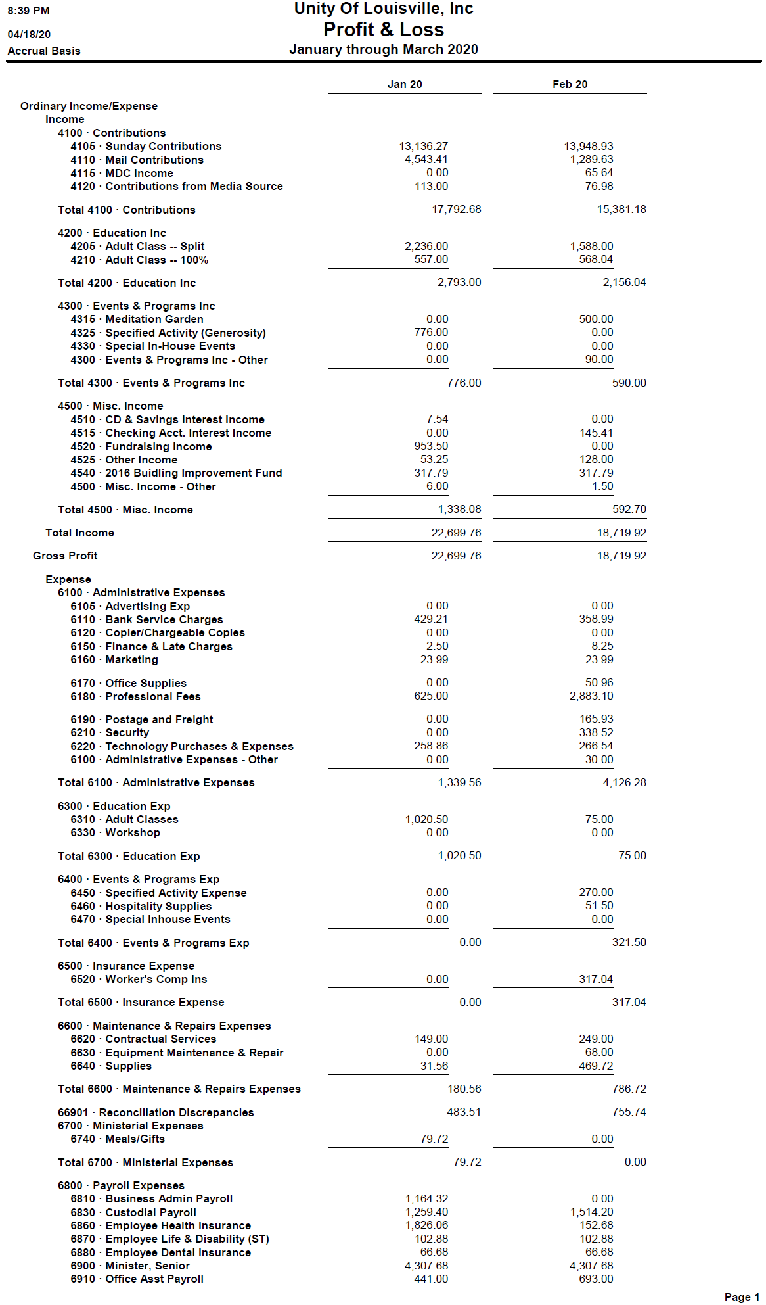 8:39 PM
Unity Of Louisville, Inc
04/18/20
Profit & Loss
Accrual Basis
January through March 2020
Jan 20 Feb 20
Ordinary Income/Expense
Income
4100 · Contributions
4105 · Sunday Contributions 13,136.27 13,948.93
4110 · Mail Contributions 4,543.41 1,289.63
4115 · MDC Income 0.00 65.64
4120 · Contributions from Media Source 113.00 76.98
Total 4100 · Contributions 17,792.68 15,381.18
4200 · Education Inc
4205 · Adult Class -- Split 2,236.00 1,588.00
4210 · Adult Class -- 100% 557.00 568.04
Total 4200 · Education Inc 2,793.00 2,156.04
4300 · Events & Programs Inc
4315 · Meditation Garden 0.00 500.00
4325 · Specified Activity (Generosity) 776.00 0.00
4330 · Special In-House Events 0.00 0.00
4300 · Events & Programs Inc - Other 0.00 90.00
Total 4300 · Events & Programs Inc 776.00 590.00
4500 · Misc. Income
4510 · CD & Savings Interest Income 7.54 0.00
4515 · Checking Acct. Interest Income 0.00 145.41
4520 · Fundraising Income 953.50 0.00
4525 · Other Income 53.25 128.00
4540 · 2016 Buidling Improvement Fund 317.79 317.79
4500 · Misc. Income - Other 6.00 1.50
Total 4500 · Misc. Income 1,338.08 592.70
Total Income 22,699.76 18,719.92
Gross Profit 22,699.76 18,719.92
Expense
6100 · Administrative Expenses
6105 · Advertising Exp 0.00 0.00
6110 · Bank Service Charges 429.21 358.99
6120 · Copier/Chargeable Copies 0.00 0.00
6150 · Finance & Late Charges 2.50 8.25
6160 · Marketing 23.99 23.99
6170 · Office Supplies 0.00 50.96
6180 · Professional Fees 625.00 2,883.10
6190 · Postage and Freight 0.00 165.93
6210 · Security 0.00 338.52
6220 · Technology Purchases & Expenses 258.86 266.54
6100 · Administrative Expenses - Other 0.00 30.00
Total 6100 · Administrative Expenses 1,339.56 4,126.28
6300 · Education Exp
6310 · Adult Classes 1,020.50 75.00
6330 · Workshop 0.00 0.00
Total 6300 · Education Exp 1,020.50 75.00
6400 · Events & Programs Exp
6450 · Specified Activity Expense 0.00 270.00
6460 · Hospitality Supplies 0.00 51.50
6470 · Special Inhouse Events 0.00 0.00
Total 6400 · Events & Programs Exp 0.00 321.50
6500 · Insurance Expense
6520 · Worker's Comp Ins 0.00 317.04
Total 6500 · Insurance Expense 0.00 317.04
6600 · Maintenance & Repairs Expenses
6620 · Contractual Services 149.00 249.00
6630 · Equipment Maintenance & Repair 0.00 68.00
6640 · Supplies 31.56 469.72
Total 6600 · Maintenance & Repairs Expenses 180.56 786.72
66901 · Reconciliation Discrepancies 483.51 755.74
6700 · Ministerial Expenses
6740 · Meals/Gifts 79.72 0.00
Total 6700 · Ministerial Expenses 79.72 0.00
6800 · Payroll Expenses
6810 · Business Admin Payroll 1,164.32 0.00
6830 · Custodial Payroll 1,259.40 1,514.20
6860 · Employee Health Insurance 1,826.06 152.68
6870 · Employee Life & Disability (ST) 102.88 102.88
6880 · Employee Dental Insurance 66.68 66.68
6900 · Minister, Senior 4,307.68 4,307.68
6910 · Office Asst Payroll 441.00 693.00
Page 1